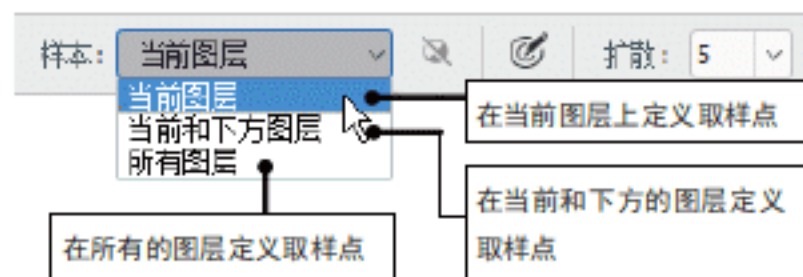 样本: 当前图层 扩散: 5
当前图层
当前和下方图层
所有图层
在当前图层上定义取样点
在当前和下方的图层定义
取样点
在所有的图层定义取样点